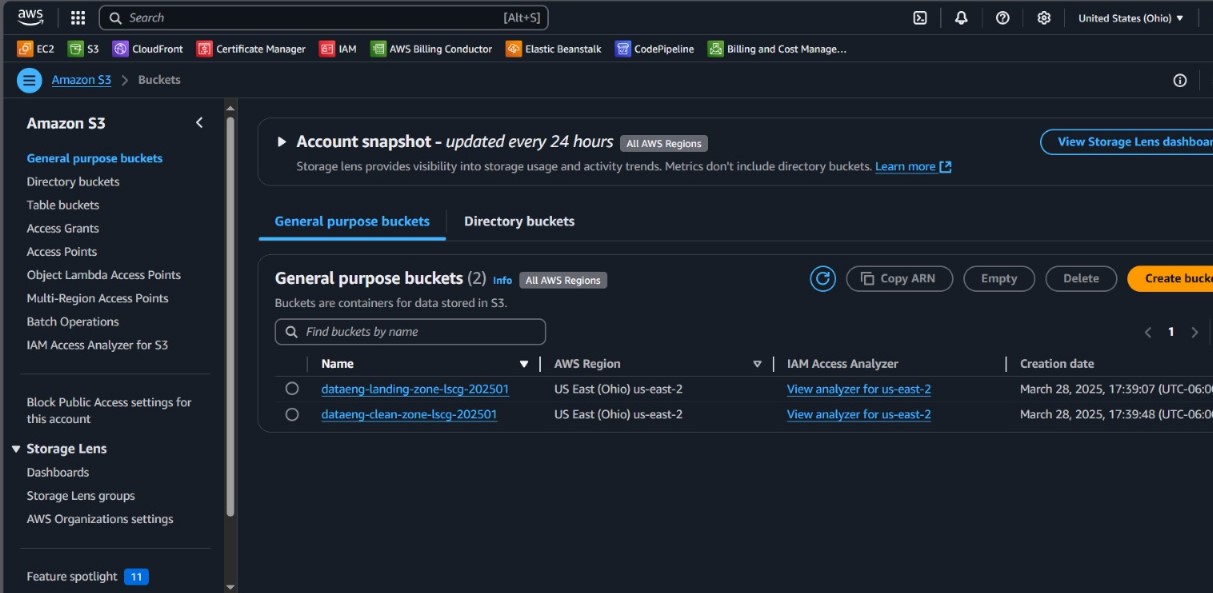 aws
Search [Alt+S]
United States (Ohio)
EC2 S3 CloudFront Certificate Manager IAM AWS Billing Conductor Elastic Beanstalk CodePipeline Billing and Cost Manage...
Amazon S3 > Buckets
Amazon S3
General purpose buckets
Directory buckets
Table buckets
Access Grants
Access Points
Object Lambda Access Points
Multi-Region Access Points
Batch Operations
IAM Access Analyzer for S3
Block Public Access settings for
this account
Storage Lens
Dashboards
Storage Lens groups
AWS Organizations settings
Feature spotlight 11
Account snapshot - updated every 24 hours All AWS Regions
View Storage Lens dashboar
Storage lens provides visibility into storage usage and activity trends. Metrics don't include directory buckets. Learn more
General purpose buckets Directory buckets
General purpose buckets (2) Info All AWS Regions
Copy ARN Empty Delete Create bucke
Buckets are containers for data stored in S3.
Find buckets by name
1
Name AWS Region IAM Access Analyzer Creation date
dataeng-landing-zone-lscg-202501 US East (Ohio) us-east-2 View analyzer for us-east-2 March 28, 2025, 17:39:07 (UTC-06:00
dataeng-clean-zone-lscg-202501 US East (Ohio) us-east-2 View analyzer for us-east-2 March 28, 2025, 17:39:48 (UTC-06:00